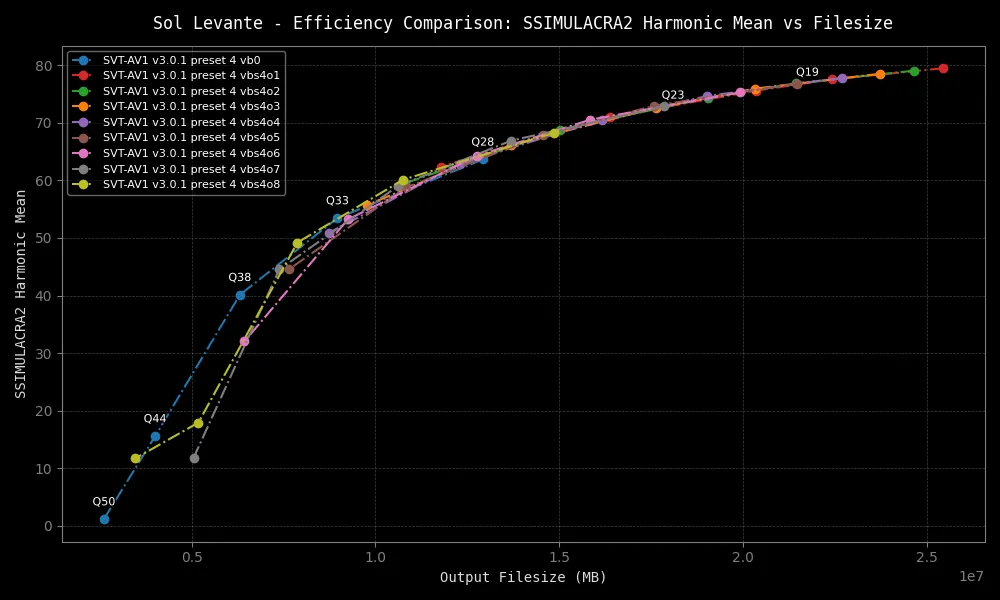 Sol Levante - Efficiency Comparison: SSIMULACRA2 Harmonic Mean vs Filesize
SVT-AV1 v3.0.1 preset 4 vb0
SVT-AV1 v3.0.1 preset 4 vbs4o1
SVT-AV1 v3.0.1 preset 4 vbs4o2
SVT-AV1 v3.0.1 preset 4 vbs4o3
SVT-AV1 v3.0.1 preset 4 vbs4o4
SVT-AV1 v3.0.1 preset 4 vbs4o5
SVT-AV1 v3.0.1 preset 4 vbs4o6
SVT-AV1 v3.0.1 preset 4 vbs4o7
SVT-AV1 v3.0.1 preset 4 vbs4o8
SSIMULACRA2 Harmonic Mean
80
70
60
50
40
30
20
10
0
Q19
Q23
Q28
Q33
Q38
Q44
Q50
0.5
1.0
1.5
2.0
2.5
1e7
Output Filesize (MB)